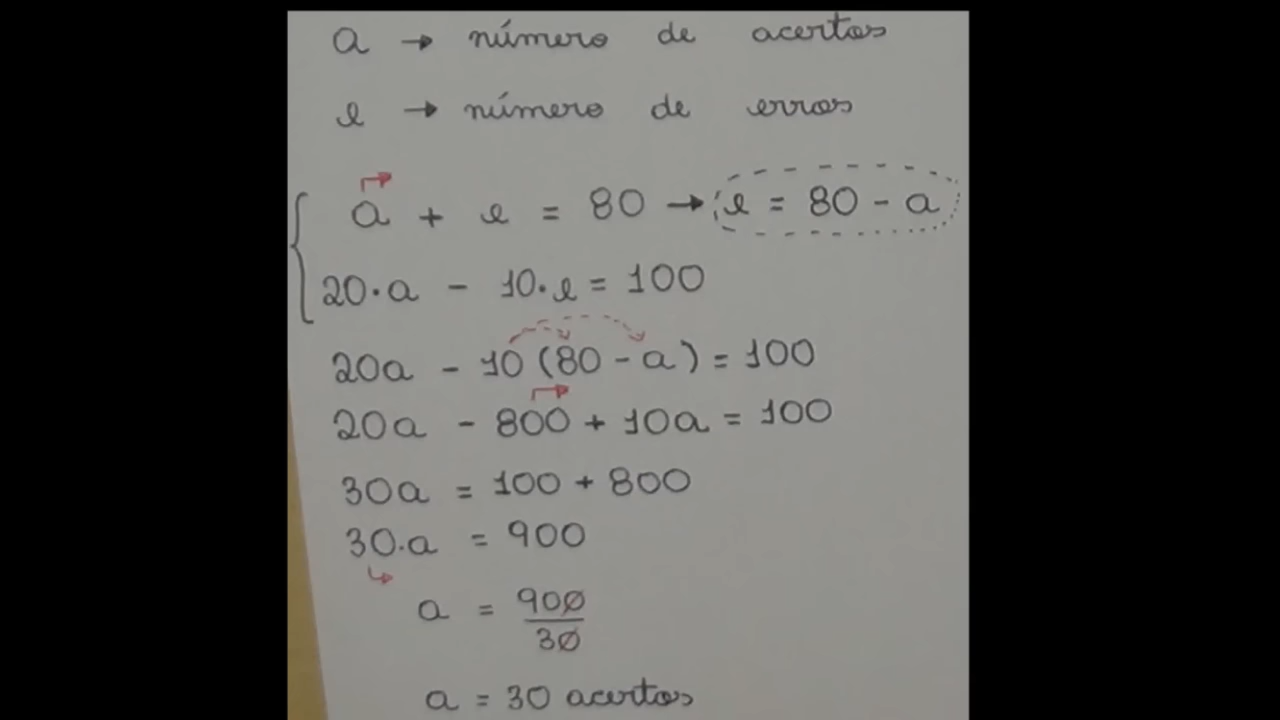 a → número de acertos
e → número de erros
a + e = 80 → e = 80 - a
20·a - 10·e = 100
20a - 10 (80 - a) = 100
20a - 800 + 10a = 100
30a = 100 + 800
30·a = 900
a = 900/30
a = 30 acertos